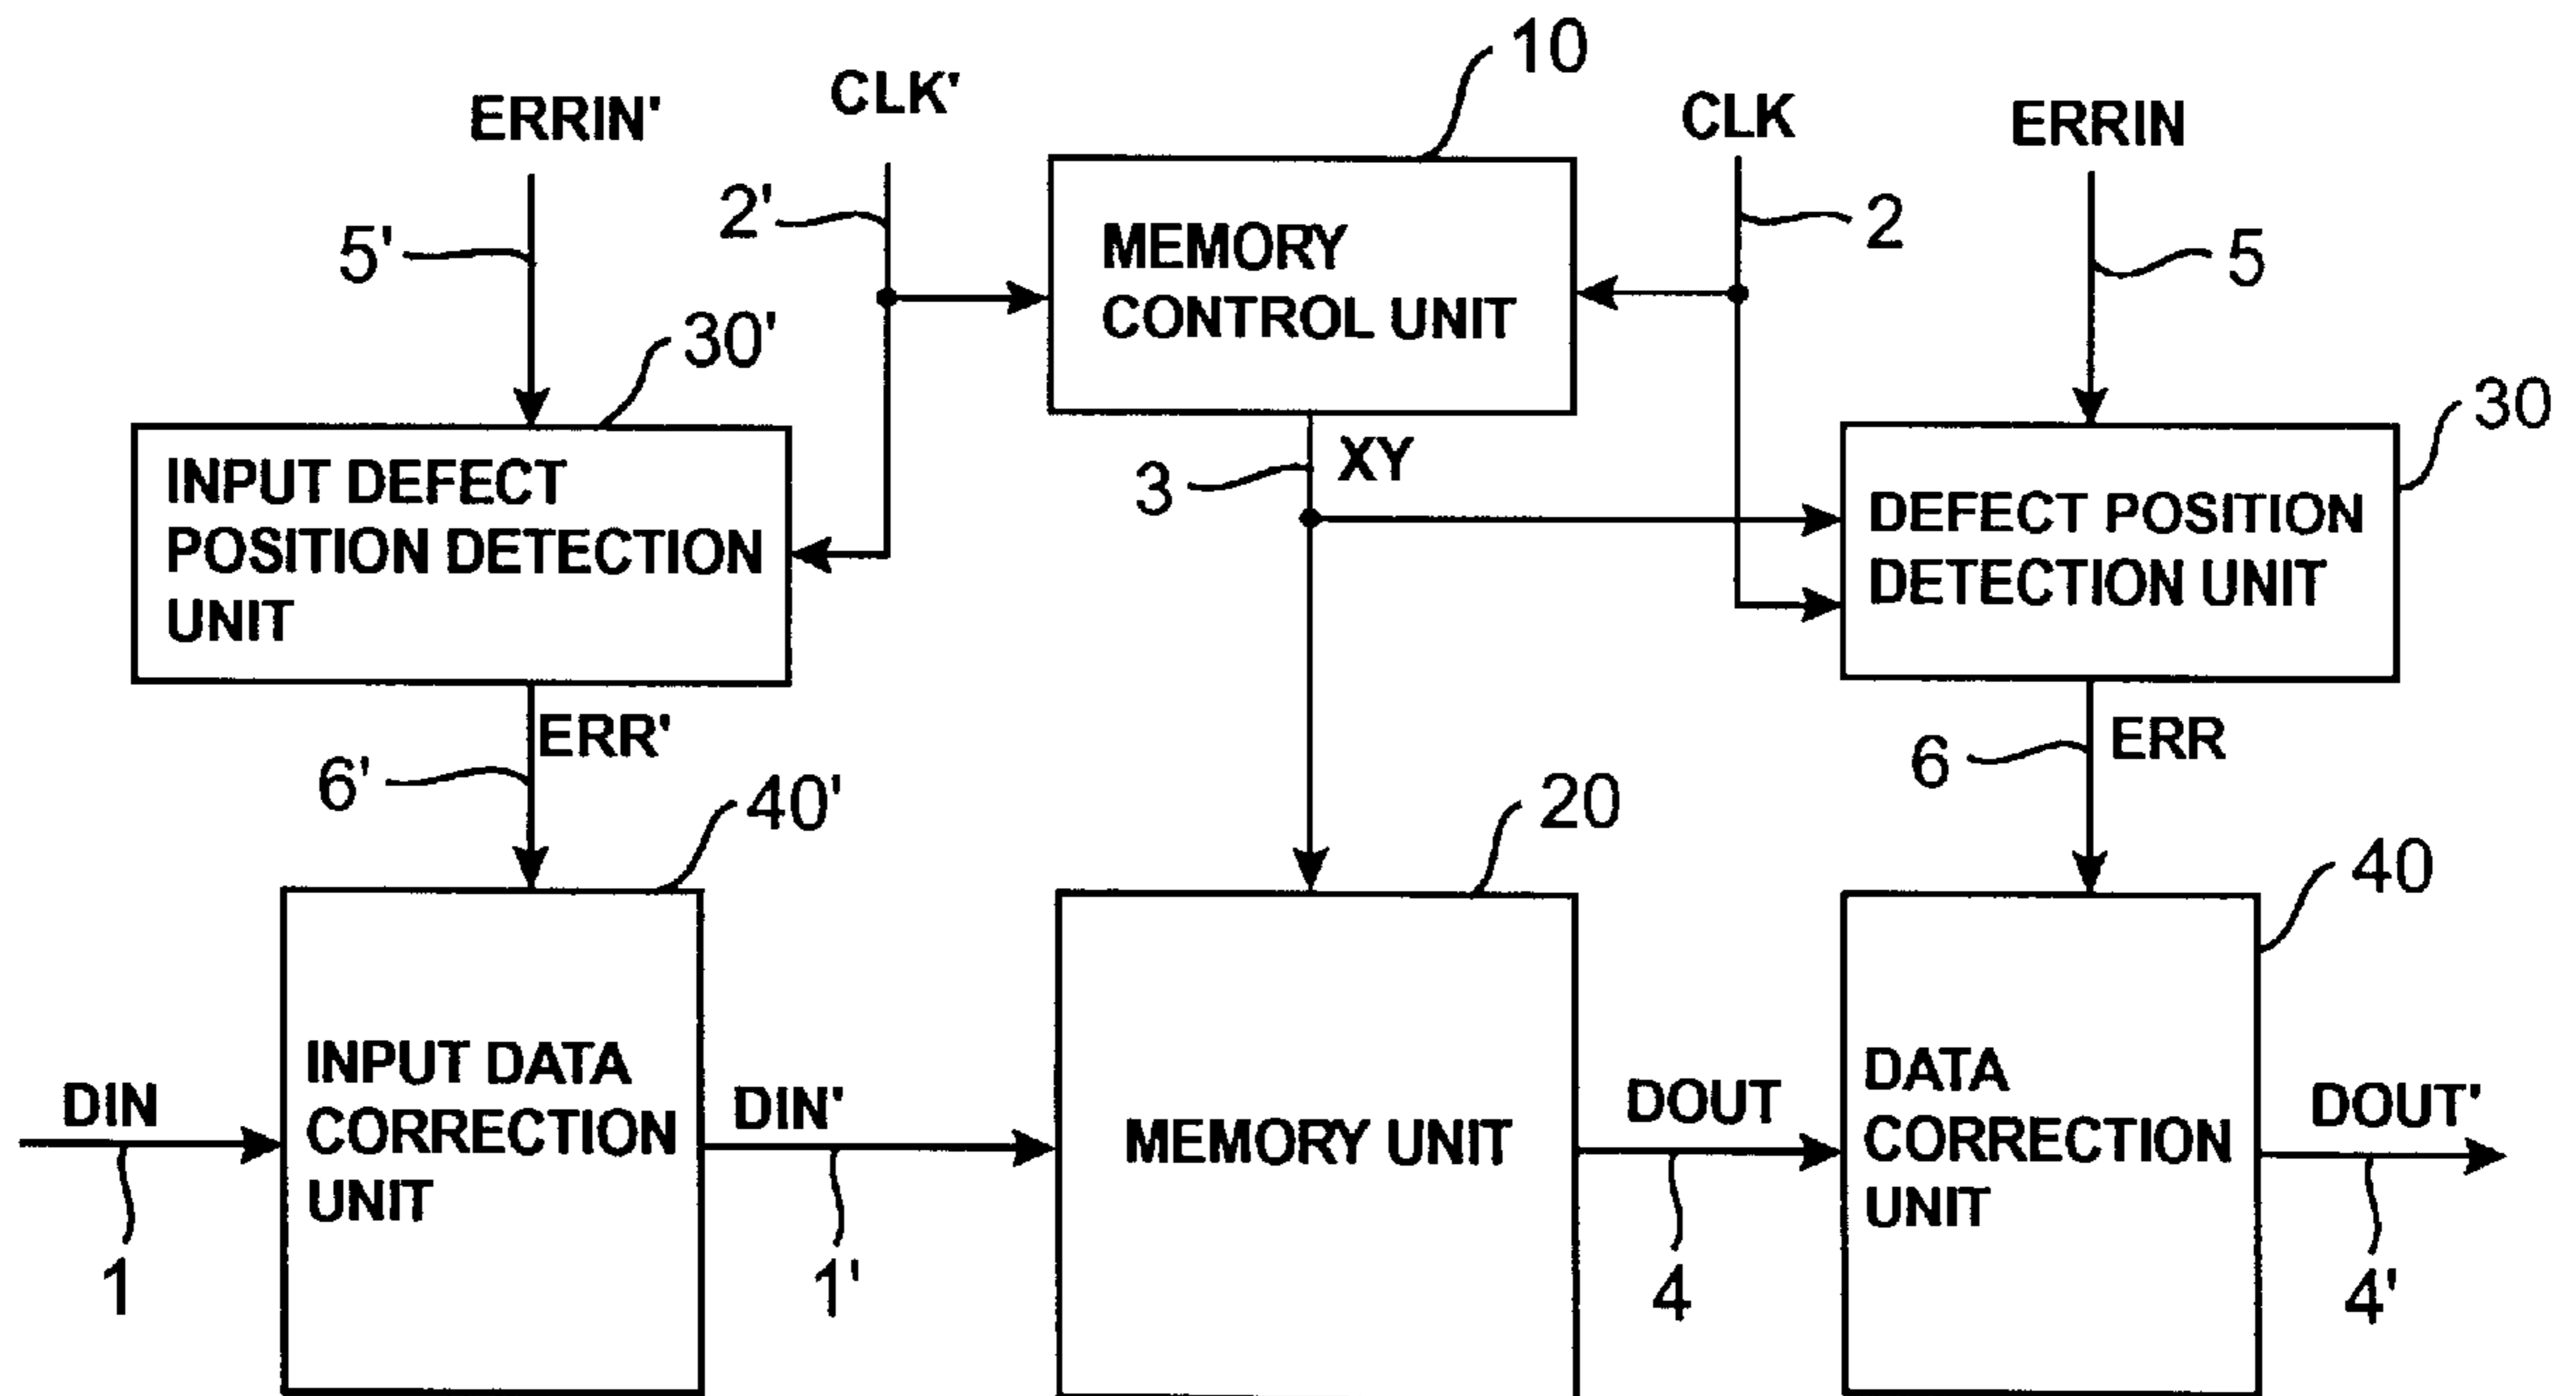 10
ERRIN'
CLK'
CLK
ERRIN
2'
2
5'
5
MEMORY
CONTROL UNIT
30'
30
INPUT DEFECT
POSITION DETECTION
UNIT
3
XY
DEFECT POSITION
DETECTION UNIT
ERR'
6'
6
ERR
40'
20
40
DIN
INPUT DATA
CORRECTION
UNIT
DIN'
MEMORY UNIT
DOUT
DATA
CORRECTION
UNIT
DOUT'
1
1'
4
4'